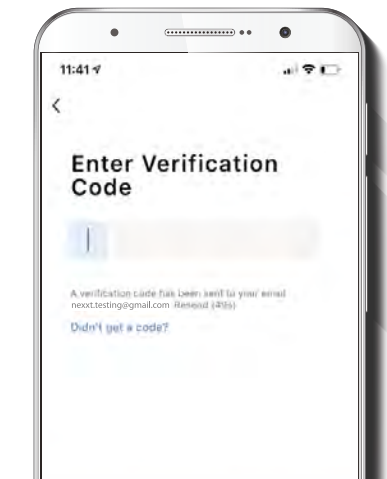 11:41
Enter Verification
Code
A verification code has been sent to your email
nexxt.testing@gmail.com Resend (49s)
Didn't get a code?